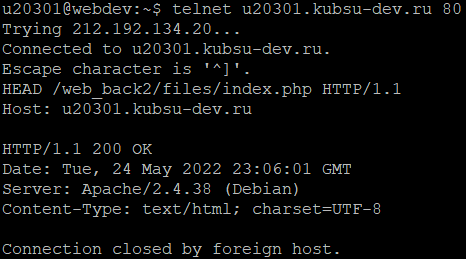 u20301@webdev:~$ telnet u20301.kubsu-dev.ru 80
Trying 212.192.134.20...
Connected to u20301.kubsu-dev.ru.
Escape character is '^]'.
HEAD /web_back2/files/index.php HTTP/1.1
Host: u20301.kubsu-dev.ru
HTTP/1.1 200 OK
Date: Tue, 24 May 2022 23:06:01 GMT
Server: Apache/2.4.38 (Debian)
Content-Type: text/html; charset=UTF-8
Connection closed by foreign host.